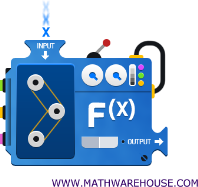 X
X
X
INPUT
F(x)
OUTPUT
WWW.MATHWAREHOUSE.COM